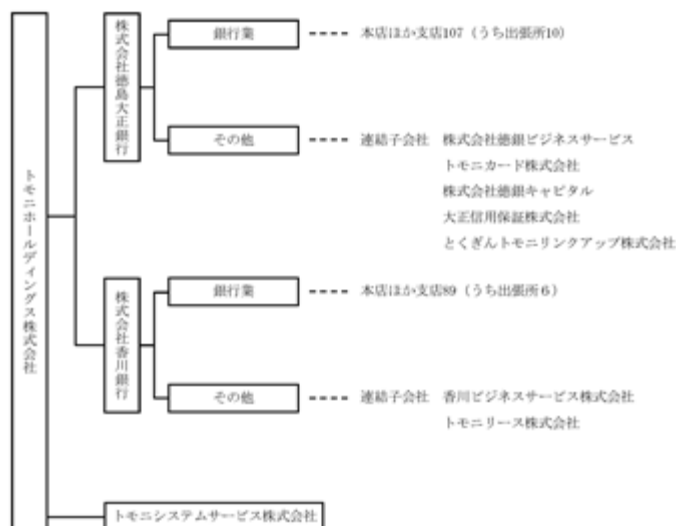 トモニホールディングス株式会社
株式会社徳島大正銀行
銀行業
本店ほか支店107（うち出張所10）
その他
連結子会社　株式会社徳銀ビジネスサービス
トモニカード株式会社
株式会社徳銀キャピタル
大正信用保証株式会社
とくぎんトモニリンクアップ株式会社
株式会社香川銀行
銀行業
本店ほか支店89（うち出張所６）
その他
連結子会社　香川ビジネスサービス株式会社
トモニリース株式会社
トモニシステムサービス株式会社